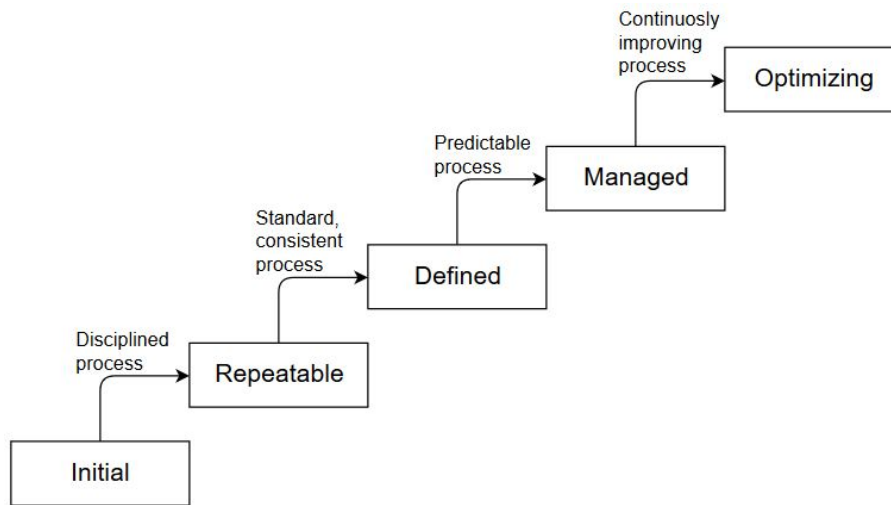 Continuosly
improving
process
Optimizing
Predictable
process
Managed
Standard,
consistent
process
Defined
Disciplined
process
Repeatable
Initial